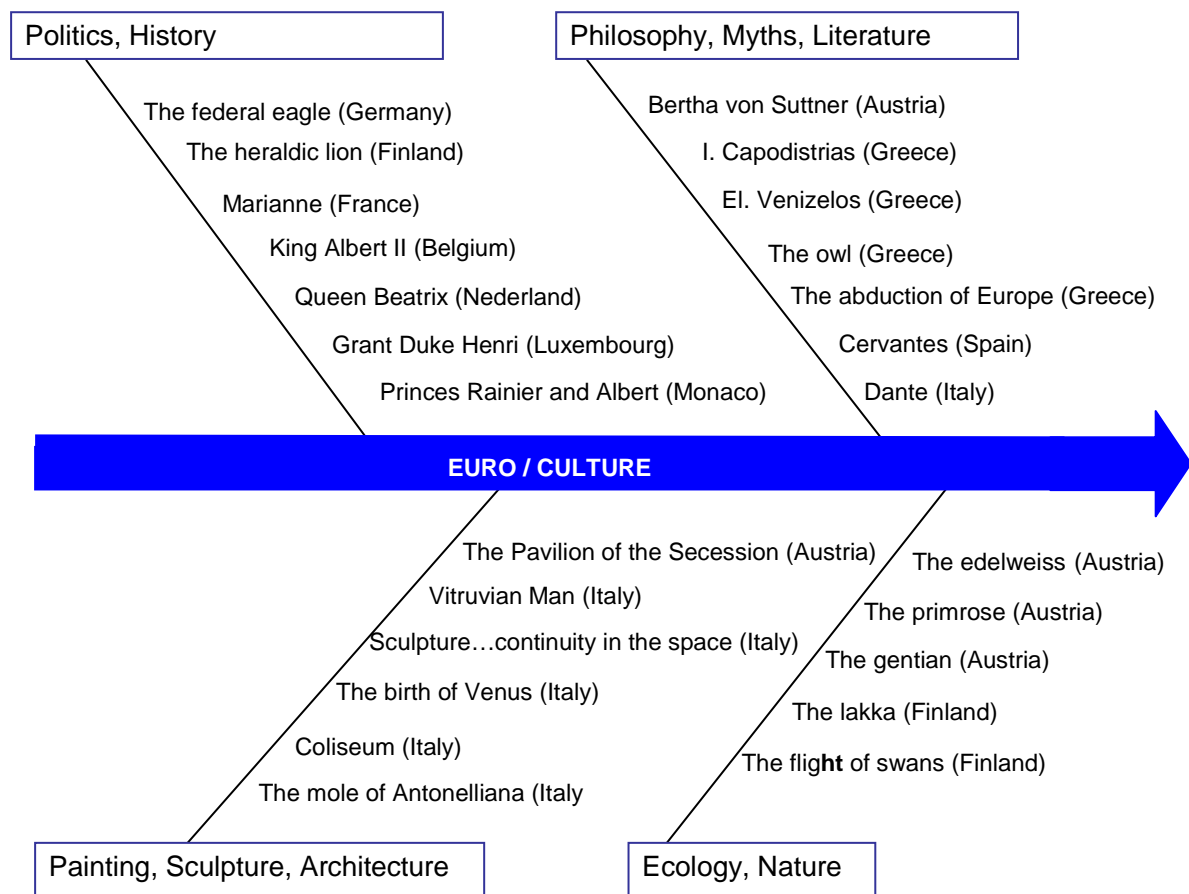 Politics, History
The federal eagle (Germany)
The heraldic lion (Finland)
Marianne (France)
King Albert II (Belgium)
Queen Beatrix (Nederland)
Grant Duke Henri (Luxembourg)
Princes Rainier and Albert (Monaco)
Philosophy, Myths, Literature
Bertha von Suttner (Austria)
I. Capodistrias (Greece)
El. Venizelos (Greece)
The owl (Greece)
The abduction of Europe (Greece)
Cervantes (Spain)
Dante (Italy)
EURO / CULTURE
The Pavilion of the Secession (Austria)
Vitruvian Man (Italy)
Sculpture…continuity in the space (Italy)
The birth of Venus (Italy)
Coliseum (Italy)
The mole of Antonelliana (Italy
Painting, Sculpture, Architecture
The edelweiss (Austria)
The primrose (Austria)
The gentian (Austria)
The lakka (Finland)
The flight of swans (Finland)
Ecology, Nature